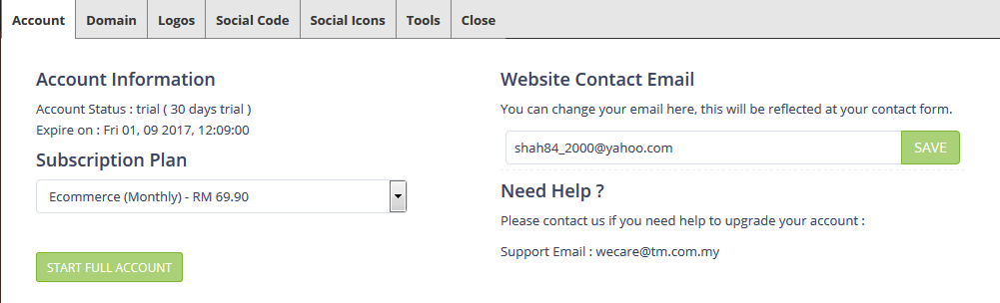 Account Domain Logos Social Code Social Icons Tools Close
Account Information
Account Status : trial ( 30 days trial )
Expire on : Fri 01, 09 2017, 12:09:00
Subscription Plan
Ecommerce (Monthly) - RM 69.90
START FULL ACCOUNT
Website Contact Email
You can change your email here, this will be reflected at your contact form.
shah84_2000@yahoo.com SAVE
Need Help ?
Please contact us if you need help to upgrade your account :
Support Email : wecare@tm.com.my